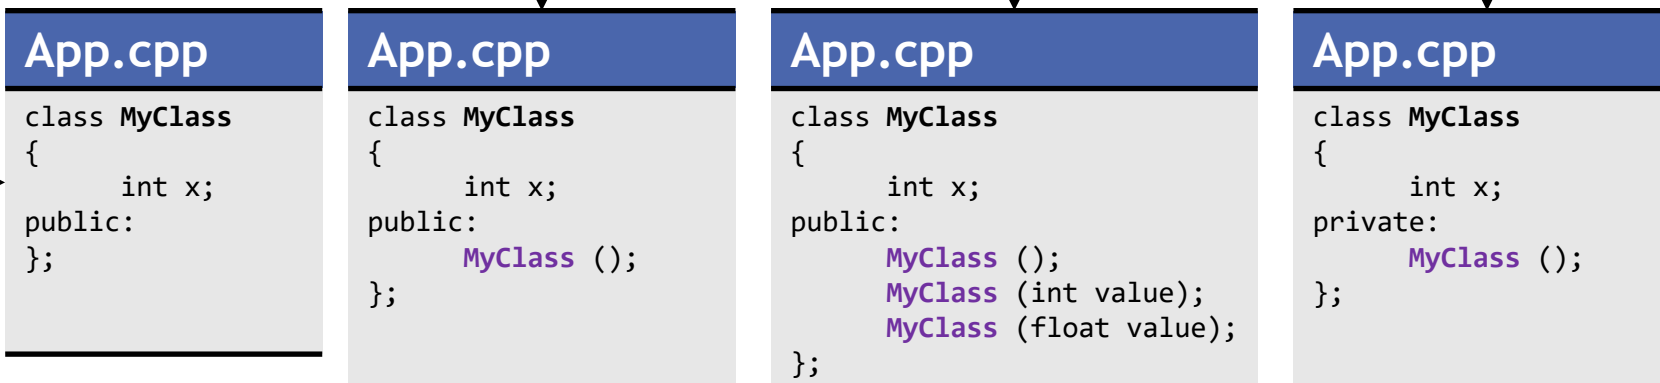 App.cpp
class MyClass
{
int x;
public:
};
App.cpp
class MyClass
{
int x;
public:
MyClass ();
};
App.cpp
class MyClass
{
int x;
public:
MyClass ();
MyClass (int value);
MyClass (float value);
};
App.cpp
class MyClass
{
int x;
private:
MyClass ();
};